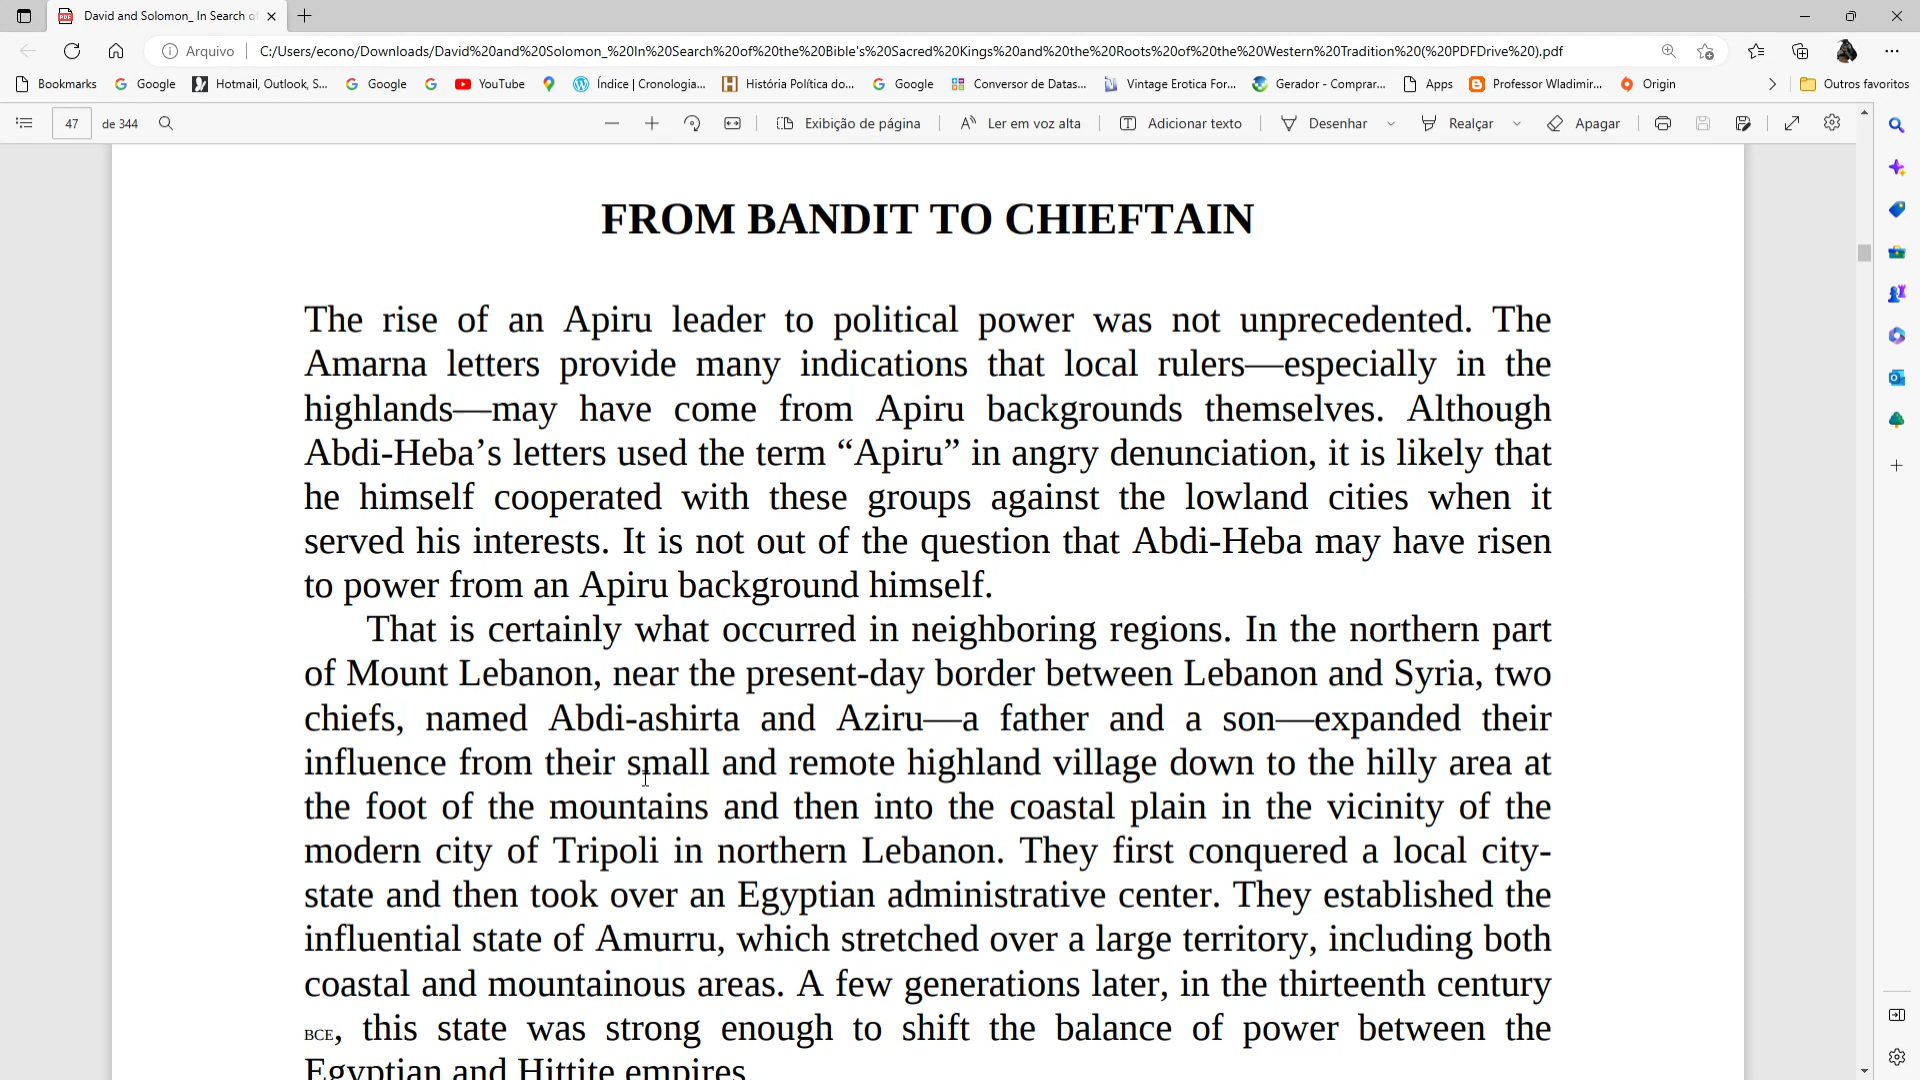 David and Solomon_ In Search o
Arquivo C:/Users/econo/Downloads/David%20and%20Solomon_%20In%20Search%20of%20the%20Bible's%20Sacred%20Kings%20and%20the%20Roots%20of%20the%20Western%20Tradition%20(%20PDFDrive%20).pdf
Bookmarks Google Hotmail, Outlook, S... Google YouTube Índice | Cronologia... História Política do... Google Conversor de Datas... Vintage Erotica For... Gerador - Comprar... Apps Professor Wladimir... Origin Outros favoritos
47 de 344 Exibição de página Ler em voz alta Adicionar texto Desenhar Realçar Apagar
FROM BANDIT TO CHIEFTAIN
The rise of an Apiru leader to political power was not unprecedented. The
Amarna letters provide many indications that local rulers—especially in the
highlands—may have come from Apiru backgrounds themselves. Although
Abdi-Heba’s letters used the term “Apiru” in angry denunciation, it is likely that
he himself cooperated with these groups against the lowland cities when it
served his interests. It is not out of the question that Abdi-Heba may have risen
to power from an Apiru background himself.
That is certainly what occurred in neighboring regions. In the northern part
of Mount Lebanon, near the present-day border between Lebanon and Syria, two
chiefs, named Abdi-ashirta and Aziru—a father and a son—expanded their
influence from their small and remote highland village down to the hilly area at
the foot of the mountains and then into the coastal plain in the vicinity of the
modern city of Tripoli in northern Lebanon. They first conquered a local city-
state and then took over an Egyptian administrative center. They established the
influential state of Amurru, which stretched over a large territory, including both
coastal and mountainous areas. A few generations later, in the thirteenth century
BCE, this state was strong enough to shift the balance of power between the
Egyptian and Hittite empires.